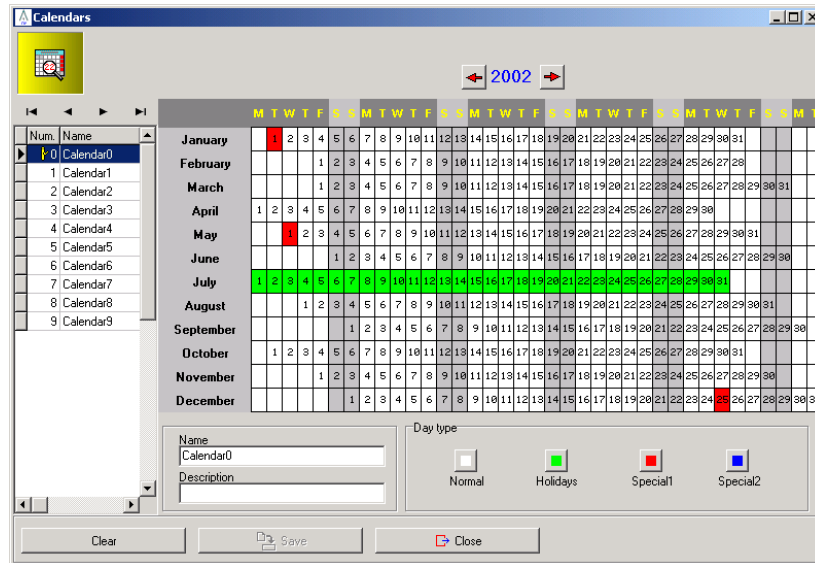 Calendars
2002
M T W T F S S M T W T F S S M T W T F S S M T W T F S S M T W T F S S M T
Num. Name
0 Calendar0
1 Calendar1
2 Calendar2
3 Calendar3
4 Calendar4
5 Calendar5
6 Calendar6
7 Calendar7
8 Calendar8
9 Calendar9
January 1 2 3 4 5 6 7 8 9 10 11 12 13 14 15 16 17 18 19 20 21 22 23 24 25 26 27 28 29 30 31
February 1 2 3 4 5 6 7 8 9 10 11 12 13 14 15 16 17 18 19 20 21 22 23 24 25 26 27 28
March 1 2 3 4 5 6 7 8 9 10 11 12 13 14 15 16 17 18 19 20 21 22 23 24 25 26 27 28 29 30 31
April 1 2 3 4 5 6 7 8 9 10 11 12 13 14 15 16 17 18 19 20 21 22 23 24 25 26 27 28 29 30
May 1 2 3 4 5 6 7 8 9 10 11 12 13 14 15 16 17 18 19 20 21 22 23 24 25 26 27 28 29 30 31
June 1 2 3 4 5 6 7 8 9 10 11 12 13 14 15 16 17 18 19 20 21 22 23 24 25 26 27 28 29 30
July 1 2 3 4 5 6 7 8 9 10 11 12 13 14 15 16 17 18 19 20 21 22 23 24 25 26 27 28 29 30 31
August 1 2 3 4 5 6 7 8 9 10 11 12 13 14 15 16 17 18 19 20 21 22 23 24 25 26 27 28 29 30 31
September 1 2 3 4 5 6 7 8 9 10 11 12 13 14 15 16 17 18 19 20 21 22 23 24 25 26 27 28 29 30
October 1 2 3 4 5 6 7 8 9 10 11 12 13 14 15 16 17 18 19 20 21 22 23 24 25 26 27 28 29 30 31
November 1 2 3 4 5 6 7 8 9 10 11 12 13 14 15 16 17 18 19 20 21 22 23 24 25 26 27 28 29 30
December 1 2 3 4 5 6 7 8 9 10 11 12 13 14 15 16 17 18 19 20 21 22 23 24 25 26 27 28 29 30 3
Name
Calendar0
Description
Day type
Normal Holidays Special1 Special2
Clear Save Close